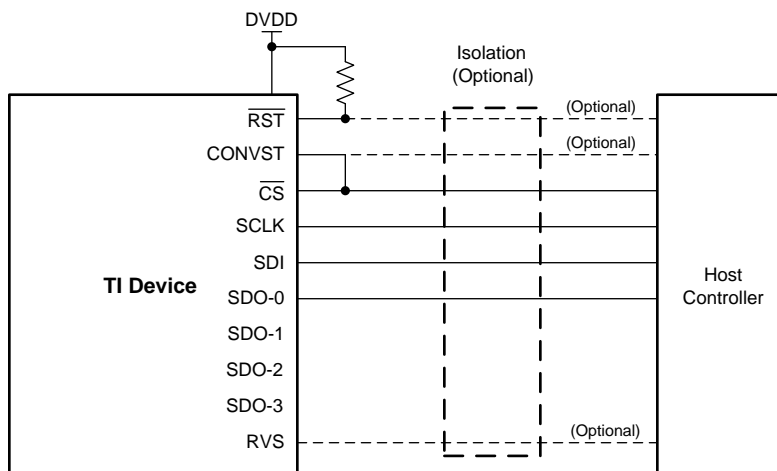 DVDD
Isolation
(Optional)
RST
(Optional)
CONVST
(Optional)
CS
SCLK
SDI
TI Device
SDO-0
Host
Controller
SDO-1
SDO-2
SDO-3
RVS
(Optional)